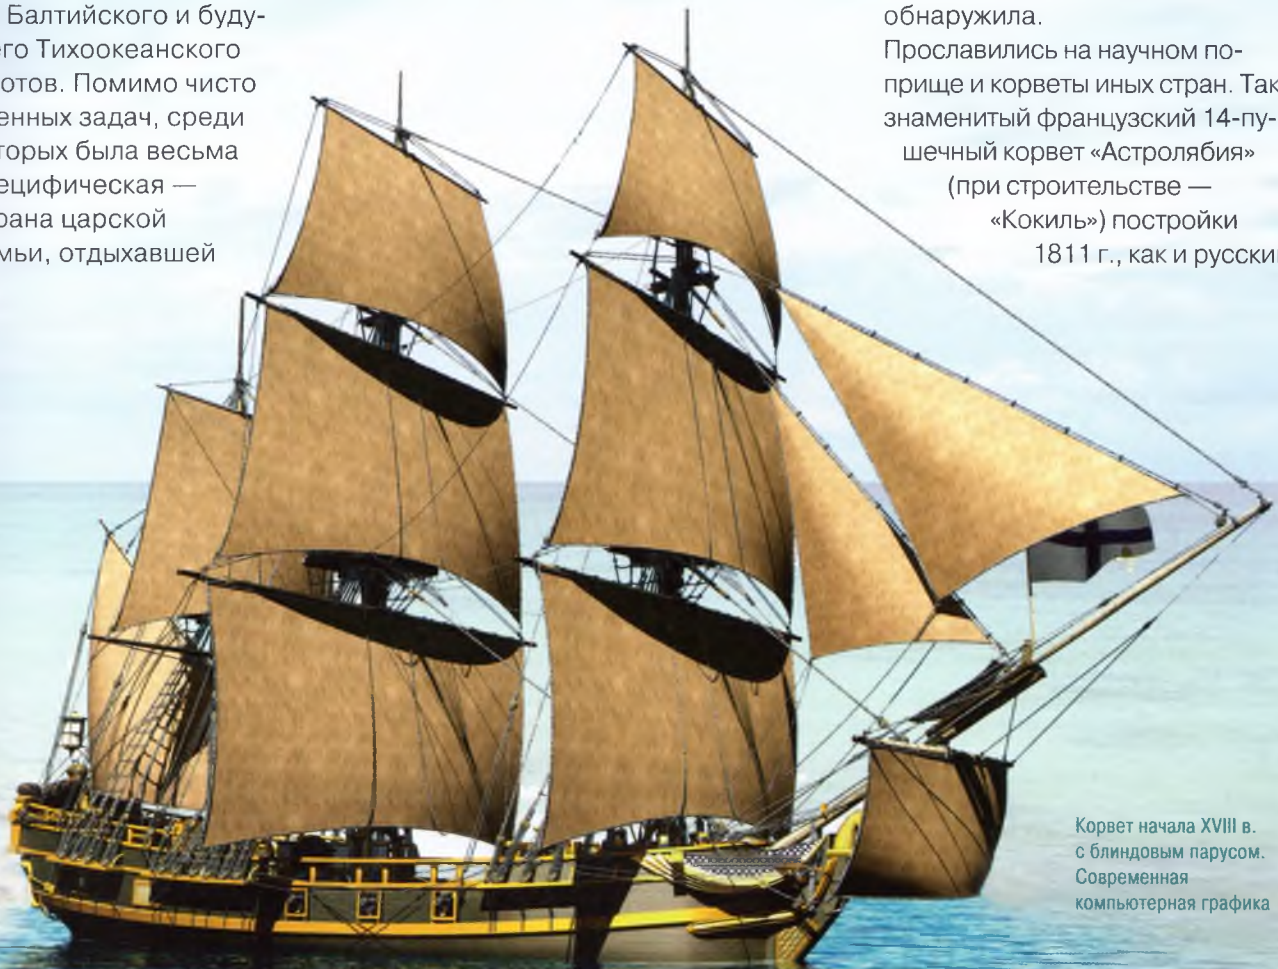 Балтийского и буду-
его Тихоокеанского
отов. Помимо чисто
енных задач, среди
торых была весьма
ецифическая —
рана царской
мьи, отдыхавшей
обнаружила.
Прославились на научном по-
прище и корветы иных стран. Так
знаменитый французский 14-пу-
шечный корвет «Астролябия»
(при строительстве —
«Кокиль») постройки
1811 г., как и русски
Корвет начала XVIII в.
с блиндовым парусом.
Современная
компьютерная графика